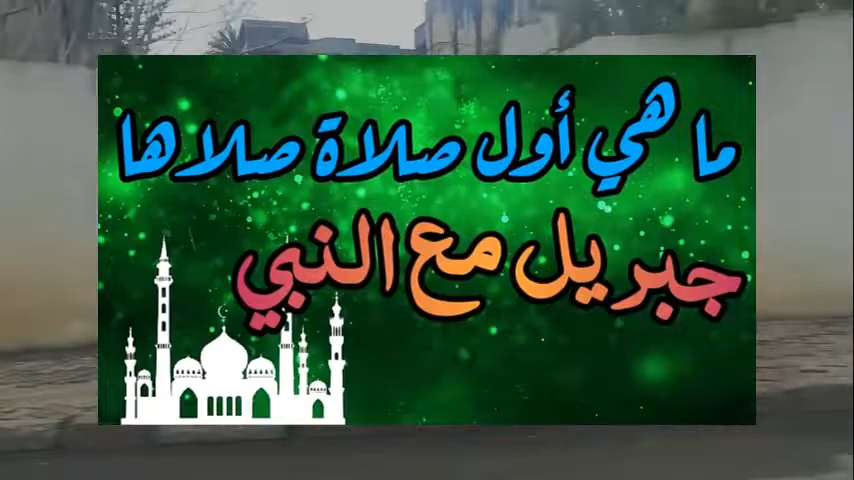 ما هي أول صلاة صلاها
جبريل مع النبي